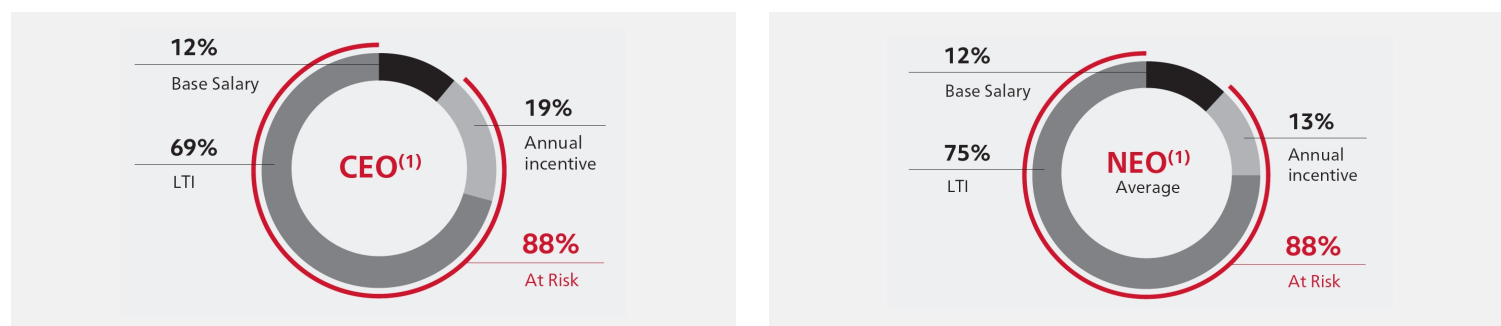 12%
Base Salary
19%
Annual
incentive
69%
LTI
CEO(1)
88%
At Risk
12%
Base Salary
13%
Annual
incentive
75%
LTI
NEO(1)
Average
88%
At Risk